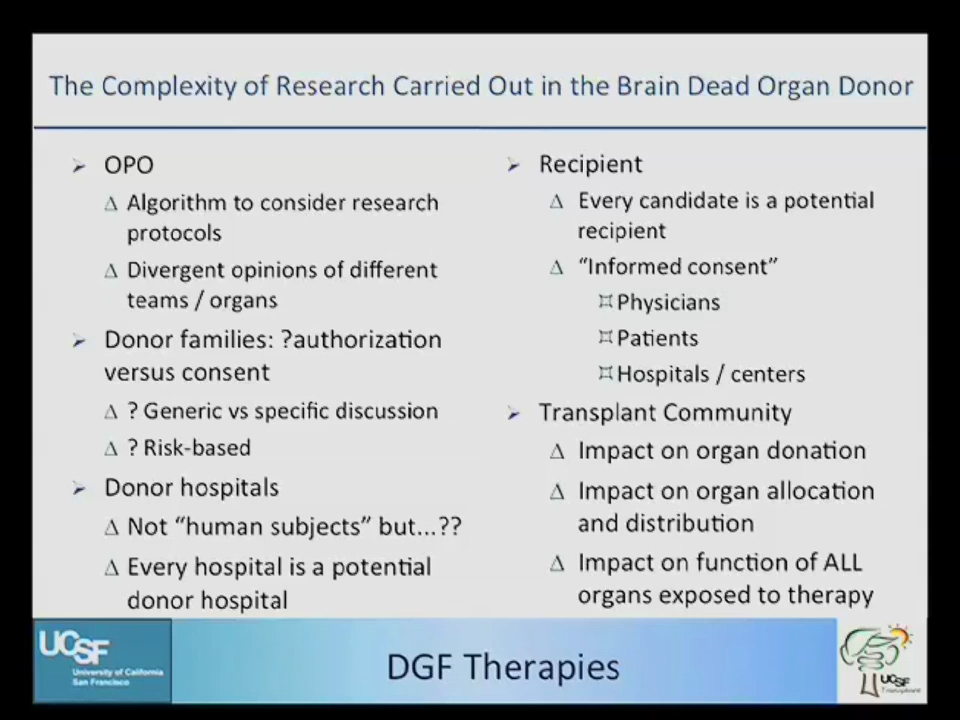 The Complexity of Research Carried Out in the Brain Dead Organ Donor
OPO
Algorithm to consider research
protocols
Divergent opinions of different
teams / organs
Donor families: ?authorization
versus consent
? Generic vs specific discussion
? Risk-based
Donor hospitals
Not “human subjects” but...??
Every hospital is a potential
donor hospital
Recipient
Every candidate is a potential
recipient
“Informed consent”
Physicians
Patients
Hospitals / centers
Transplant Community
Impact on organ donation
Impact on organ allocation
and distribution
Impact on function of ALL
organs exposed to therapy
UCSF
University of California
San Francisco
DGF Therapies
UCSF
Transplant